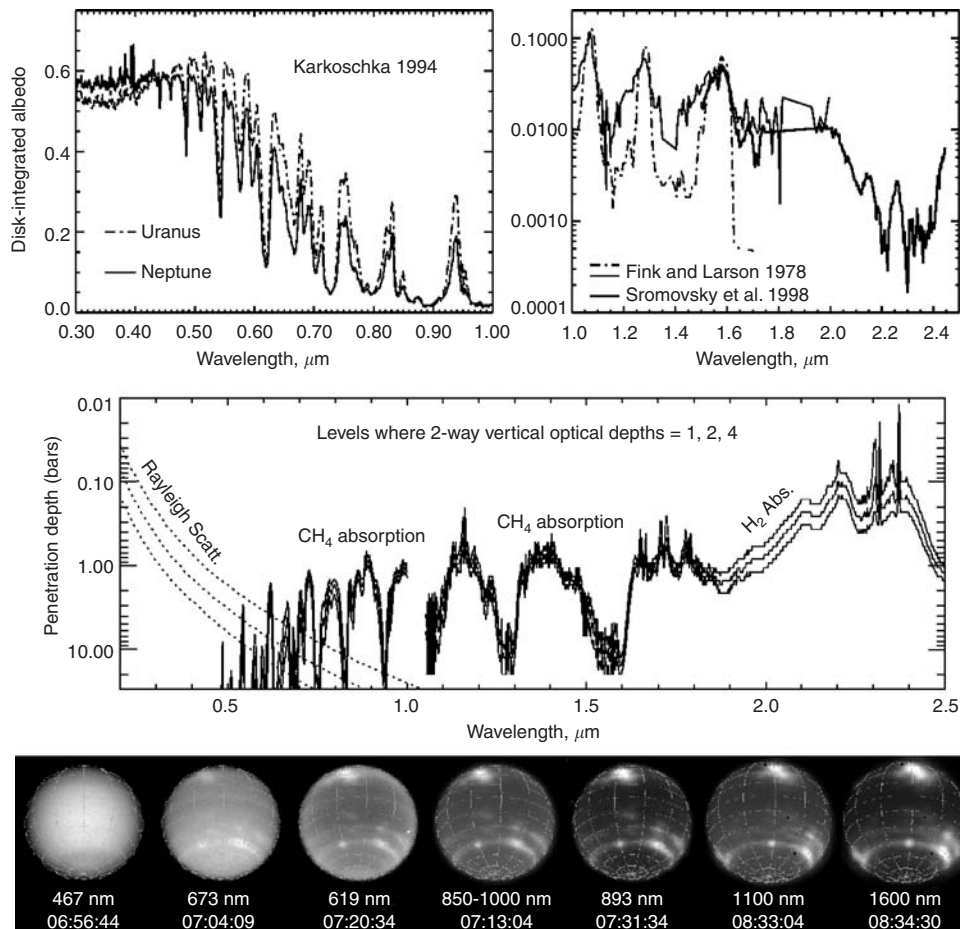 Karkoschka 1994
Disk-integrated albedo
0.6
0.4
0.2
0.0
Uranus
Neptune
0.30 0.40 0.50 0.60 0.70 0.80 0.90 1.00
Wavelength, μm
0.1000
0.0100
0.0010
0.0001
Fink and Larson 1978
Sromovsky et al. 1998
1.0 1.2 1.4 1.6 1.8 2.0 2.2 2.4
Wavelength, μm
Penetration depth (bars)
0.01
0.10
1.00
10.00
Levels where 2-way vertical optical depths = 1, 2, 4
Rayleigh Scatt.
CH4 absorption
CH4 absorption
H2 Abs.
0.5 1.0 1.5 2.0 2.5
Wavelength, μm
467 nm 673 nm 619 nm 850-1000 nm 893 nm 1100 nm 1600 nm
06:56:44 07:04:09 07:20:34 07:13:04 07:31:34 08:33:04 08:34:30